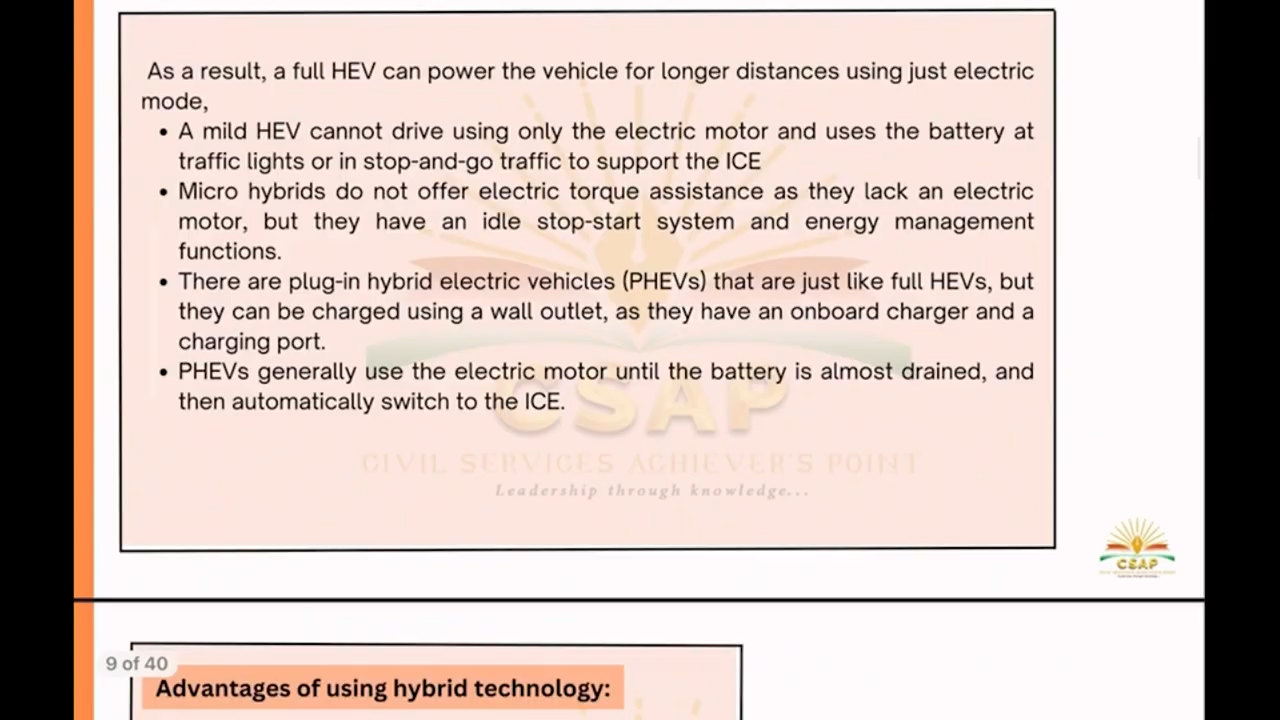 As a result, a full HEV can power the vehicle for longer distances using just electric
mode,
• A mild HEV cannot drive using only the electric motor and uses the battery at
traffic lights or in stop-and-go traffic to support the ICE
• Micro hybrids do not offer electric torque assistance as they lack an electric
motor, but they have an idle stop-start system and energy management
functions.
• There are plug-in hybrid electric vehicles (PHEVs) that are just like full HEVs, but
they can be charged using a wall outlet, as they have an onboard charger and a
charging port.
• PHEVs generally use the electric motor until the battery is almost drained, and
then automatically switch to the ICE.
CSAP
CIVIL SERVICES ACHIEVER'S POINT
Leadership through knowledge...
CSAP
9 of 40
Advantages of using hybrid technology: